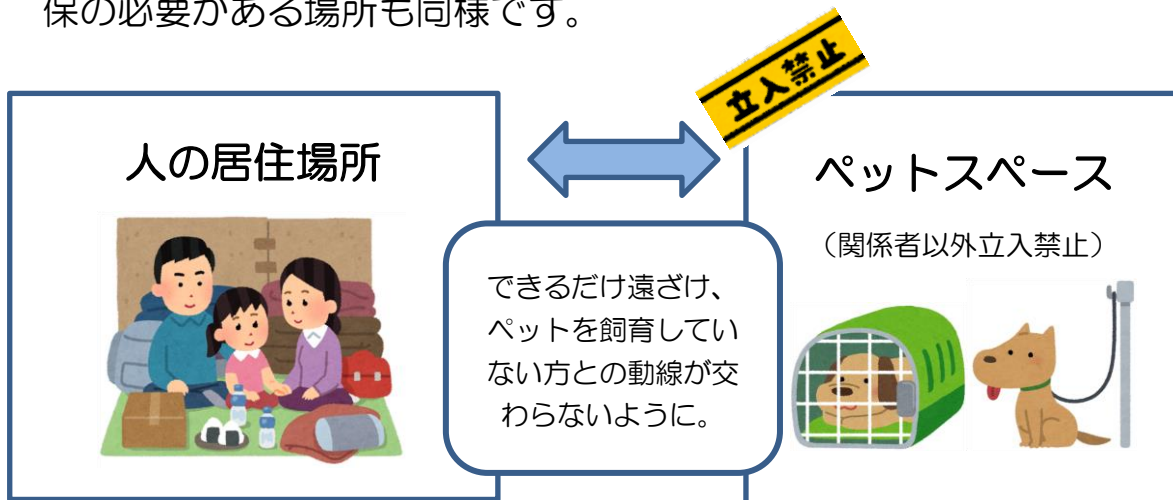 保の必要がある場所も同様です。
立入禁止
人の居住場所
ペットスペース
（関係者以外立入禁止）
できるだけ遠ざけ、
ペットを飼育してい
ない方との動線が交
わらないように。